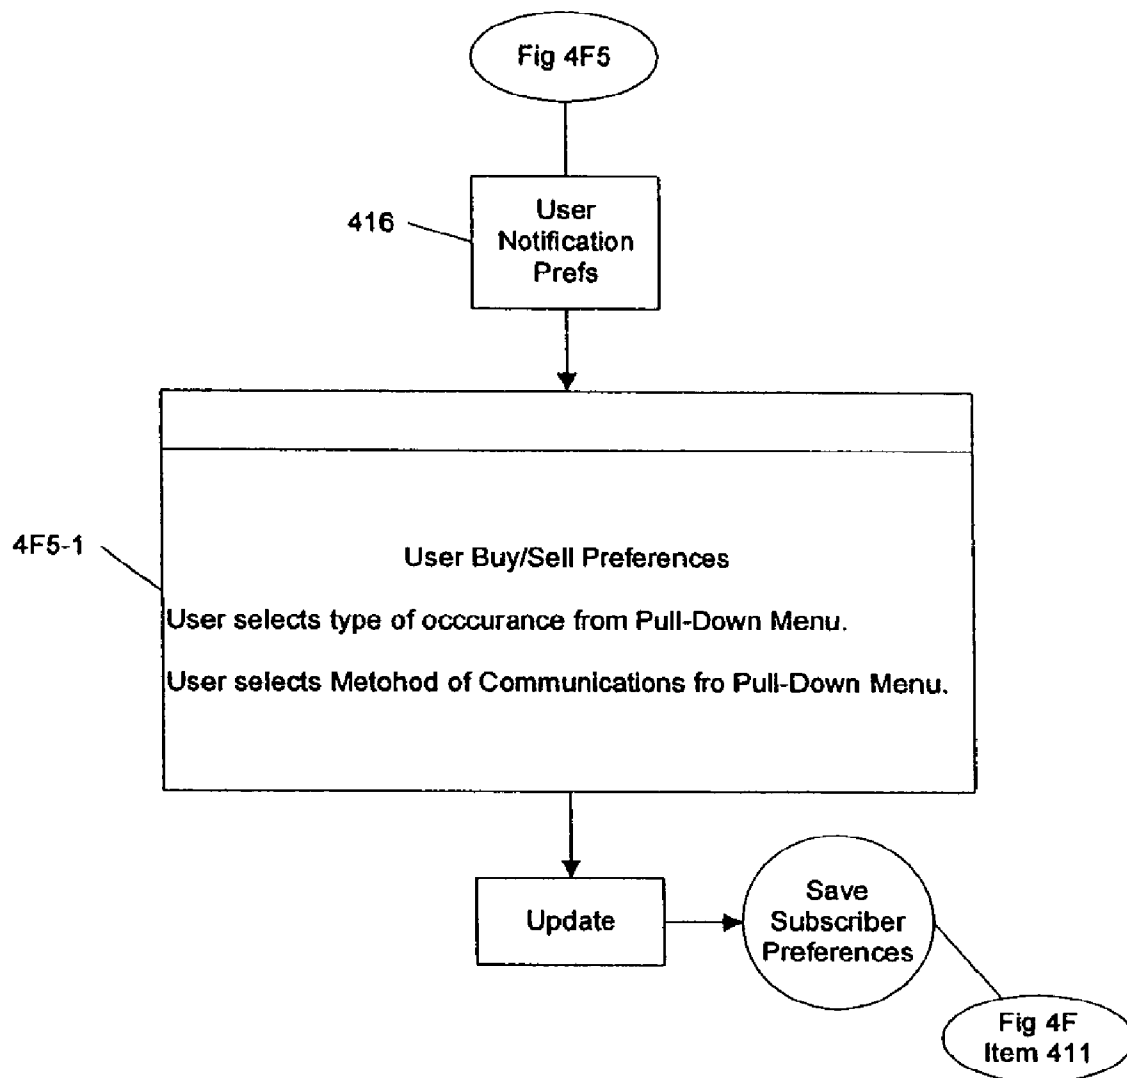 Fig 4F5
416
User
Notification
Prefs
4F5-1
User Buy/Sell Preferences
User selects type of occcurance from Pull-Down Menu.
User selects Metohod of Communications fro Pull-Down Menu.
Update
Save
Subscriber
Preferences
Fig 4F
Item 411